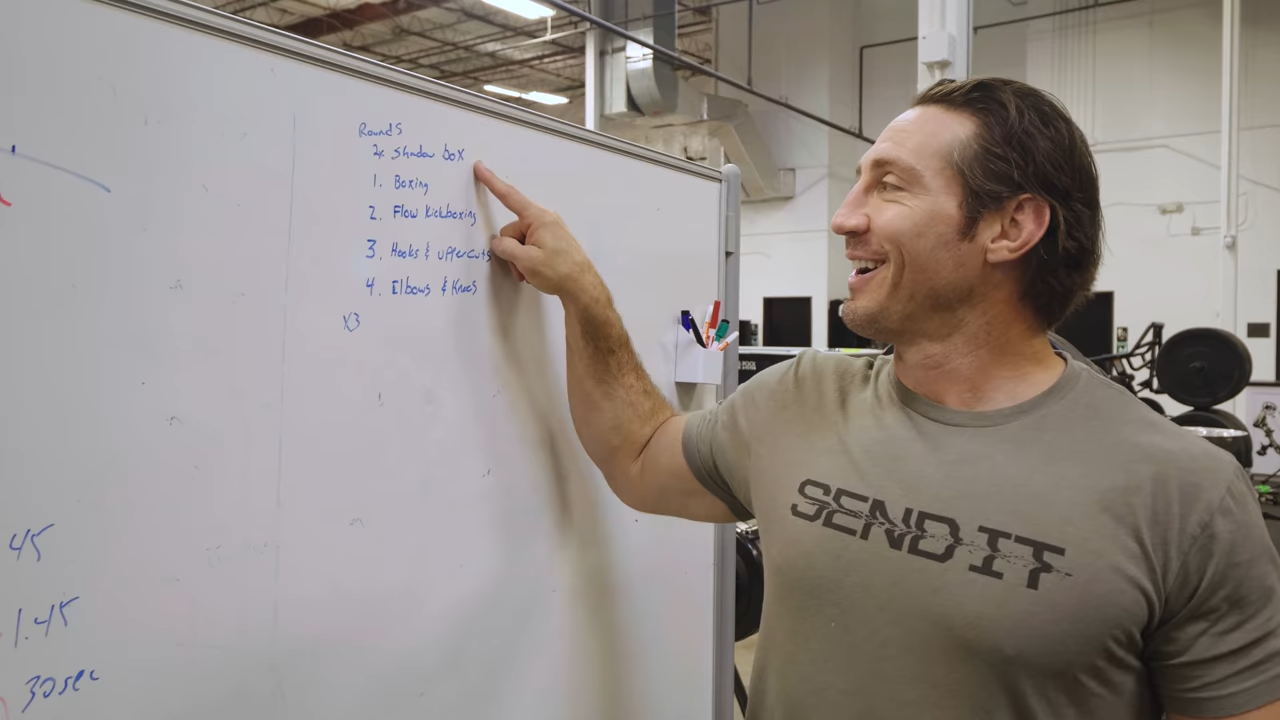 Rounds
2x Shadow box
1. Boxing
2. Flow Kickboxing
3. Hooks & uppercuts
4. Elbows & Knees
x3
45
1.45
30sec
SEND IT